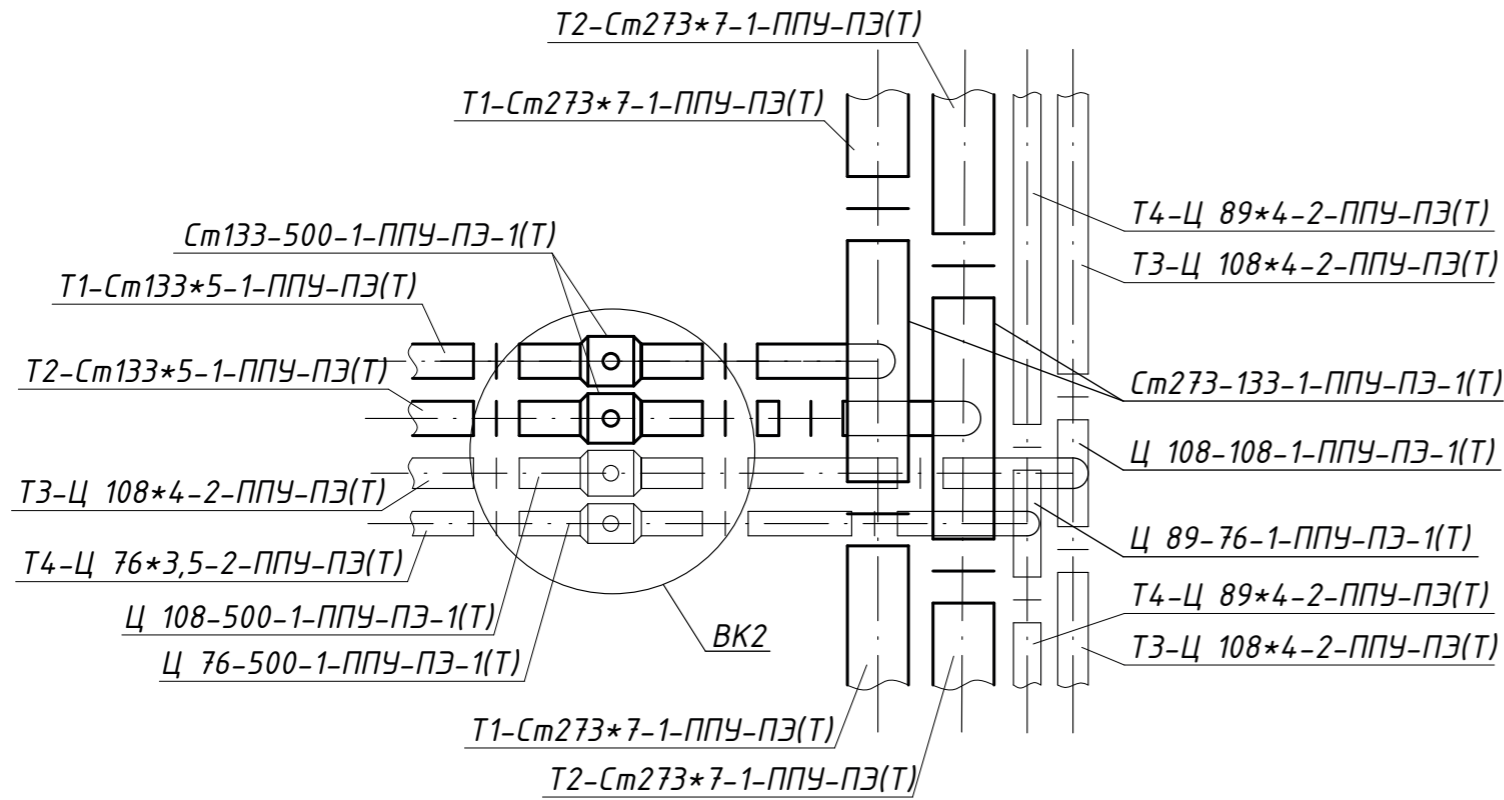 Т2-Ст273*7-1-ППУ-ПЭ(Т)
Т1-Ст273*7-1-ППУ-ПЭ(Т)
Т4-Ц 89*4-2-ППУ-ПЭ(Т)
Ст133-500-1-ППУ-ПЭ-1(Т)
Т3-Ц 108*4-2-ППУ-ПЭ(Т)
Т1-Ст133*5-1-ППУ-ПЭ(Т)
Т2-Ст133*5-1-ППУ-ПЭ(Т)
Ст273-133-1-ППУ-ПЭ-1(Т)
Ц 108-108-1-ППУ-ПЭ-1(Т)
Т3-Ц 108*4-2-ППУ-ПЭ(Т)
Ц 89-76-1-ППУ-ПЭ-1(Т)
Т4-Ц 76*3,5-2-ППУ-ПЭ(Т)
Т4-Ц 89*4-2-ППУ-ПЭ(Т)
Ц 108-500-1-ППУ-ПЭ-1(Т)
ВК2
Т3-Ц 108*4-2-ППУ-ПЭ(Т)
Ц 76-500-1-ППУ-ПЭ-1(Т)
Т1-Ст273*7-1-ППУ-ПЭ(Т)
Т2-Ст273*7-1-ППУ-ПЭ(Т)